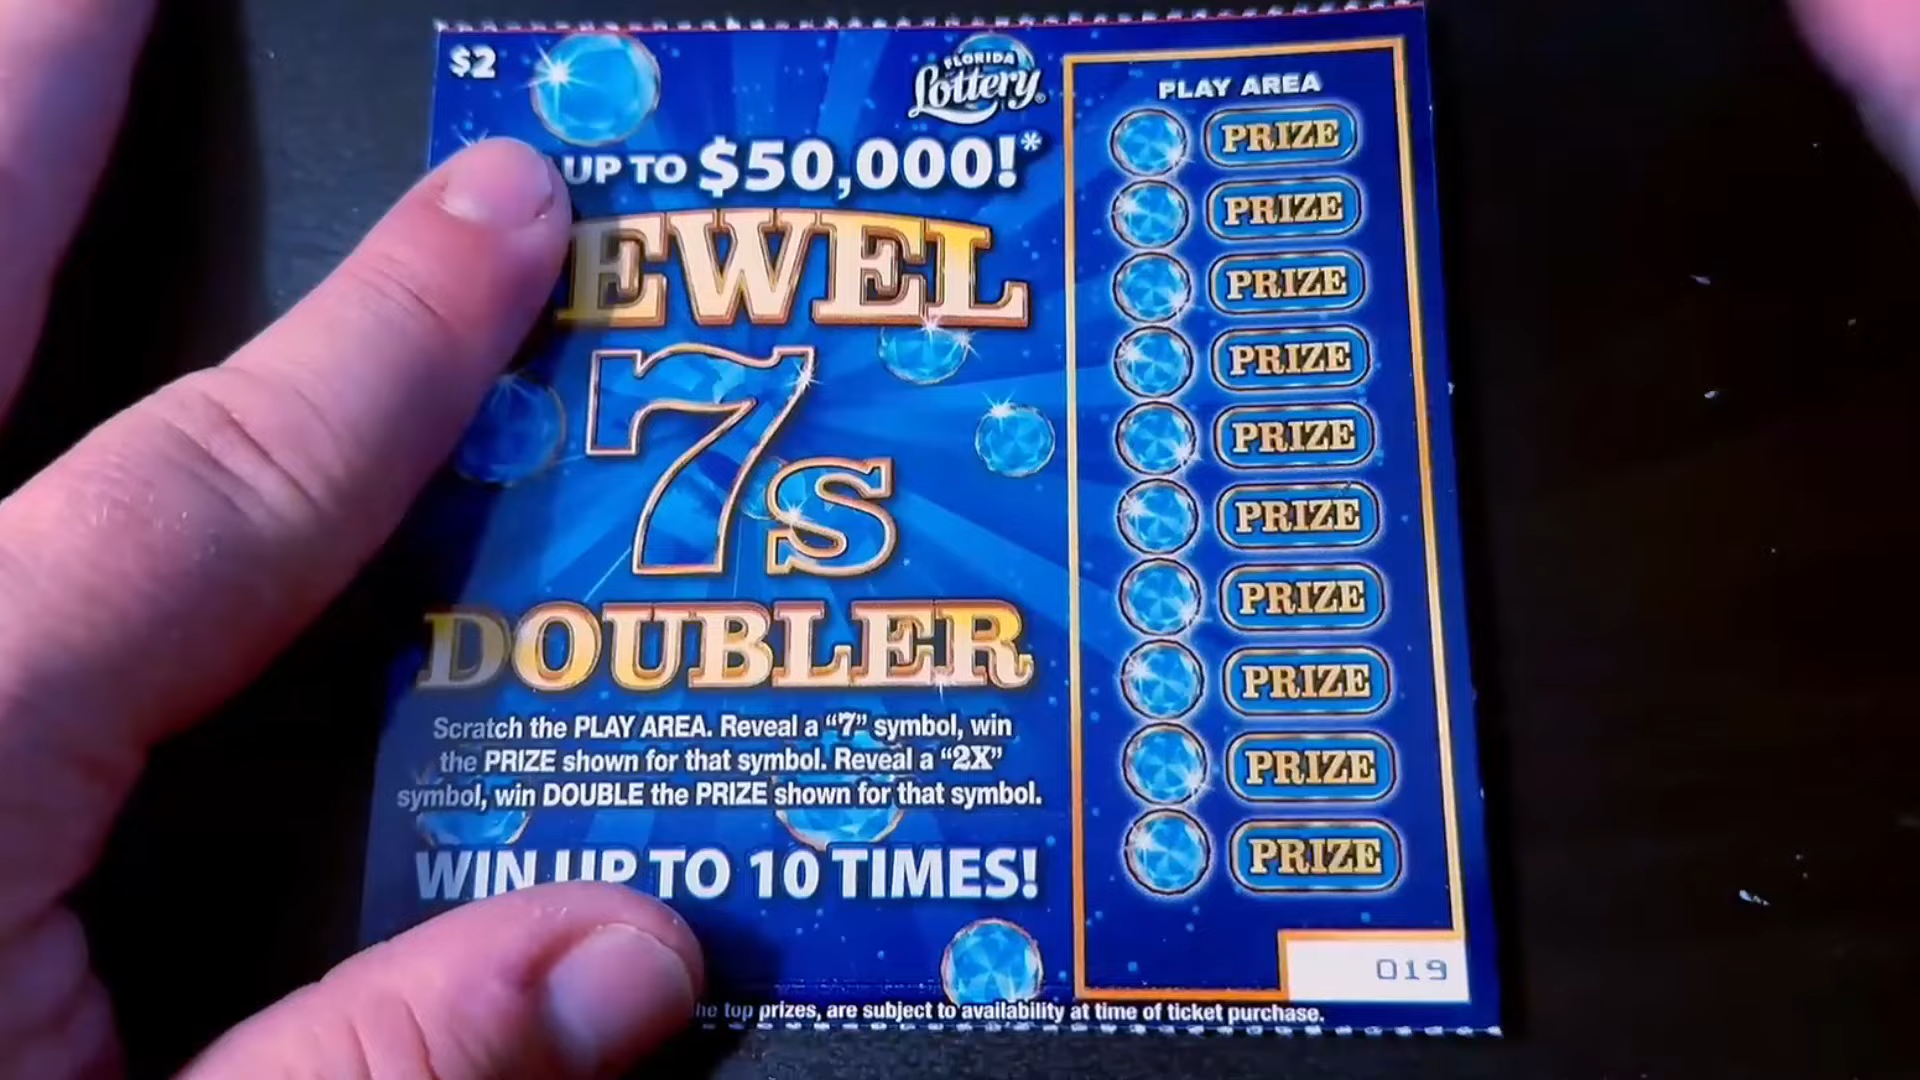 $2
FLORIDA
Lottery®
UP TO $50,000!*
EWEL
7s
DOUBLER
Scratch the PLAY AREA. Reveal a “7” symbol, win
the PRIZE shown for that symbol. Reveal a “2X”
symbol, win DOUBLE the PRIZE shown for that symbol.
WIN UP TO 10 TIMES!
PLAY AREA
PRIZE
PRIZE
PRIZE
PRIZE
PRIZE
PRIZE
PRIZE
PRIZE
PRIZE
PRIZE
019
top prizes, are subject to availability at time of ticket purchase.